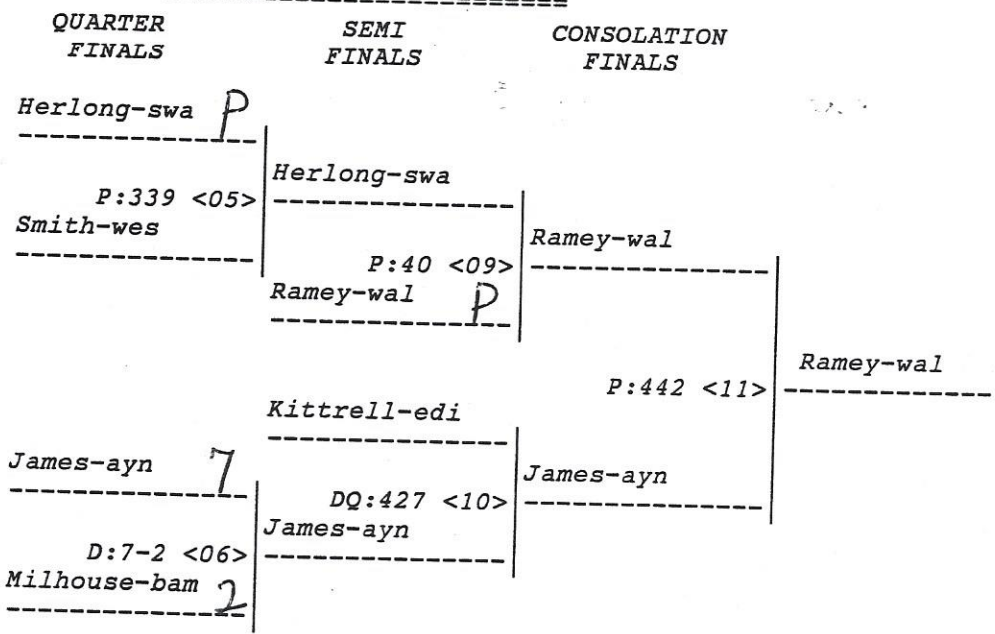 QUARTER FINALS
SEMI FINALS
CONSOLATION FINALS
Herlong-swa P
P:339 <05>
Smith-wes
Herlong-swa
P:40 <09>
Ramey-wal P
Ramey-wal
P:442 <11>
Ramey-wal
Kittrell-edi
DQ:427 <10>
James-ayn
James-ayn
James-ayn 7
D:7-2 <06>
Milhouse-bam 2